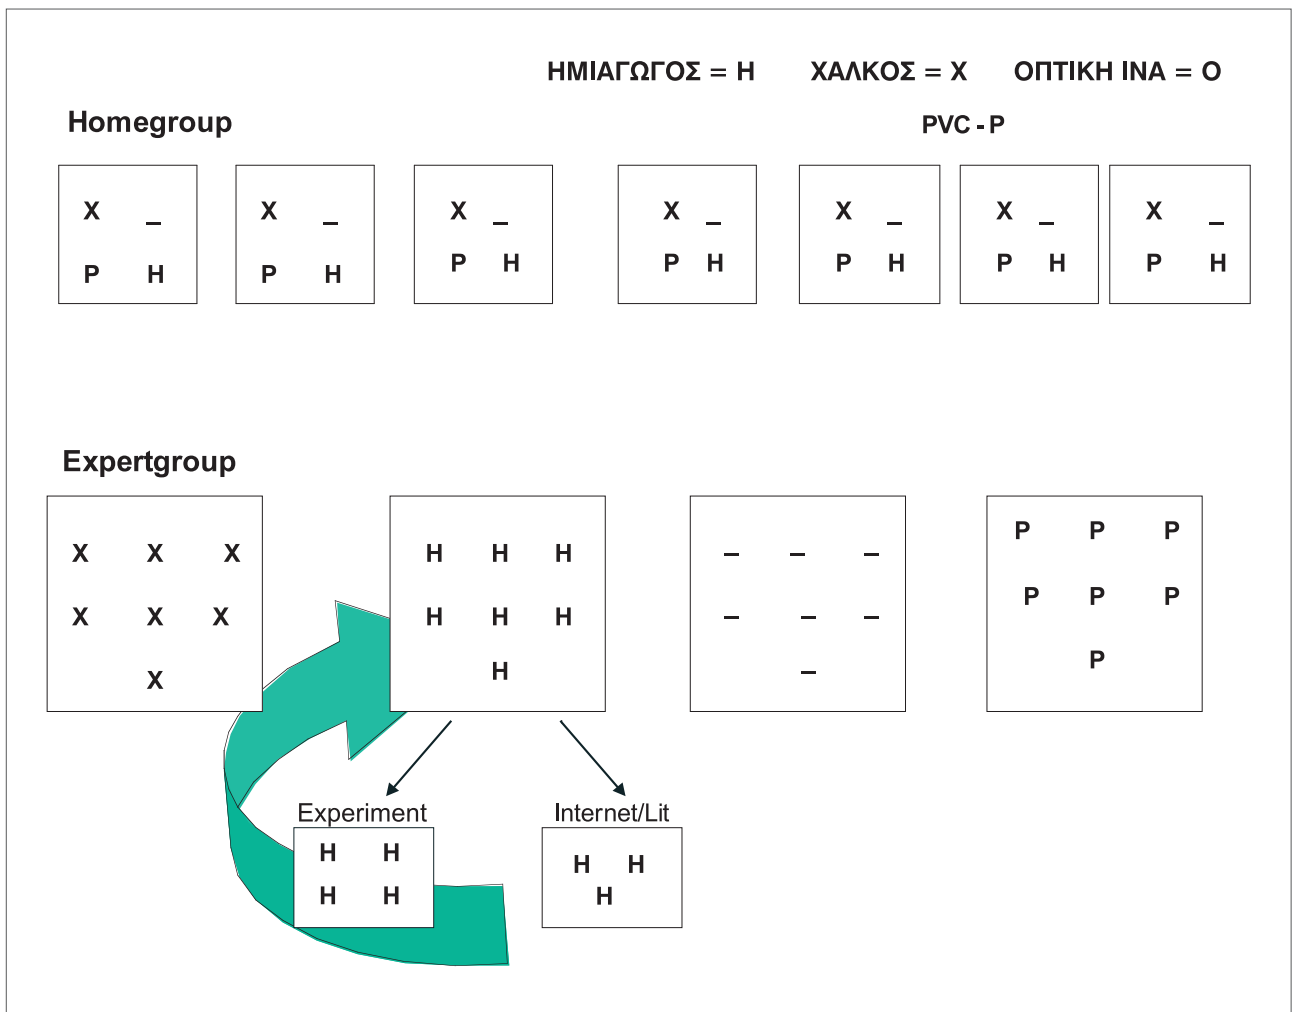 ΗΜΙΑΓΩΓΟΣ = Η ΧΑΛΚΟΣ = Χ ΟΠΤΙΚΗ ΙΝΑ = Ο
Homegroup
PVC - P
X _ X _ X _ X _ X _ X _ X _
P H P H P H P H P H P H P H
Expertgroup
X X X H H H _ _ _ P P P
X X X H H H _ _ _ P P P
X H _ P
Experiment Internet/Lit
H H H H
H H H